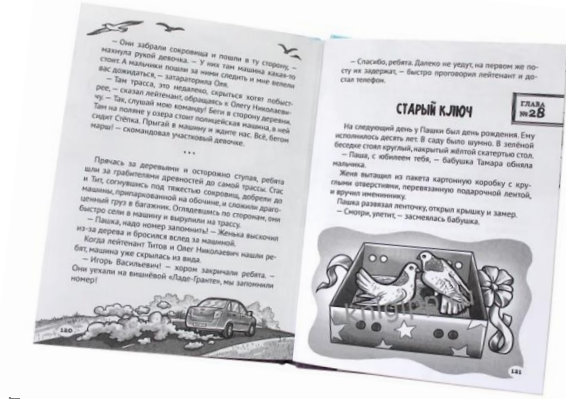 — Они забрали сокровища и пошли в ту сторону, —
махнула рукой девочка. — У них там машина какая-то
стоит. А мальчики пошли за ними следить и мне велели
вас дожидаться, — затараторила Оля.
— Там трасса, это недалеко, скрыться хотят побыст-
рее, — сказал лейтенант, обращаясь к Олегу Николаеви-
чу. — Так, слушай мою команду! Беги в сторону деревни.
Там на поляне у озера стоит полицейская машина, в ней
сидит Стёпка. Прыгай в машину и ждите нас. Всё, бегом
марш! — скомандовал участковый девочке.
• • •
Прячась за деревьями и осторожно ступая, ребята
шли за грабителями древностей до самой трассы. Стас
и Тит, согнувшись под тяжестью сокровищ, добрели до
машины, припаркованной на обочине, и сложили драго-
ценный груз в багажник. Оглядевшись по сторонам, они
быстро сели в машину и вырулили на трассу.
— Пашка, надо номер запомнить! — Женька выскочил
из-за дерева и бросился вслед за машиной.
Когда лейтенант Титов и Олег Николаевич нашли ре-
бят, машина уже скрылась из вида.
— Игорь Васильевич! — хором закричали ребята. —
Они уехали на вишнёвой «Ладе-Гранте», мы запомнили
номер!
120
— Спасибо, ребята. Далеко не уедут, на первом же по-
сту их задержат, — быстро проговорил лейтенант и до-
стал телефон.
ГЛАВА
№28
СТАРЫЙ КЛЮЧ
На следующий день у Пашки был день рождения. Ему
исполнилось десять лет. В саду было шумно. В зелёной
беседке стоял круглый, накрытый жёлтой скатертью стол.
— Паша, с юбилеем тебя, — бабушка Тамара обняла
мальчика.
Женя вытащил из пакета картонную коробку с кру-
глыми отверстиями, перевязанную подарочной лентой,
и вручил имениннику.
Пашка развязал ленточку, открыл крышку и замер.
— Смотри, улетит, — засмеялась бабушка.
121